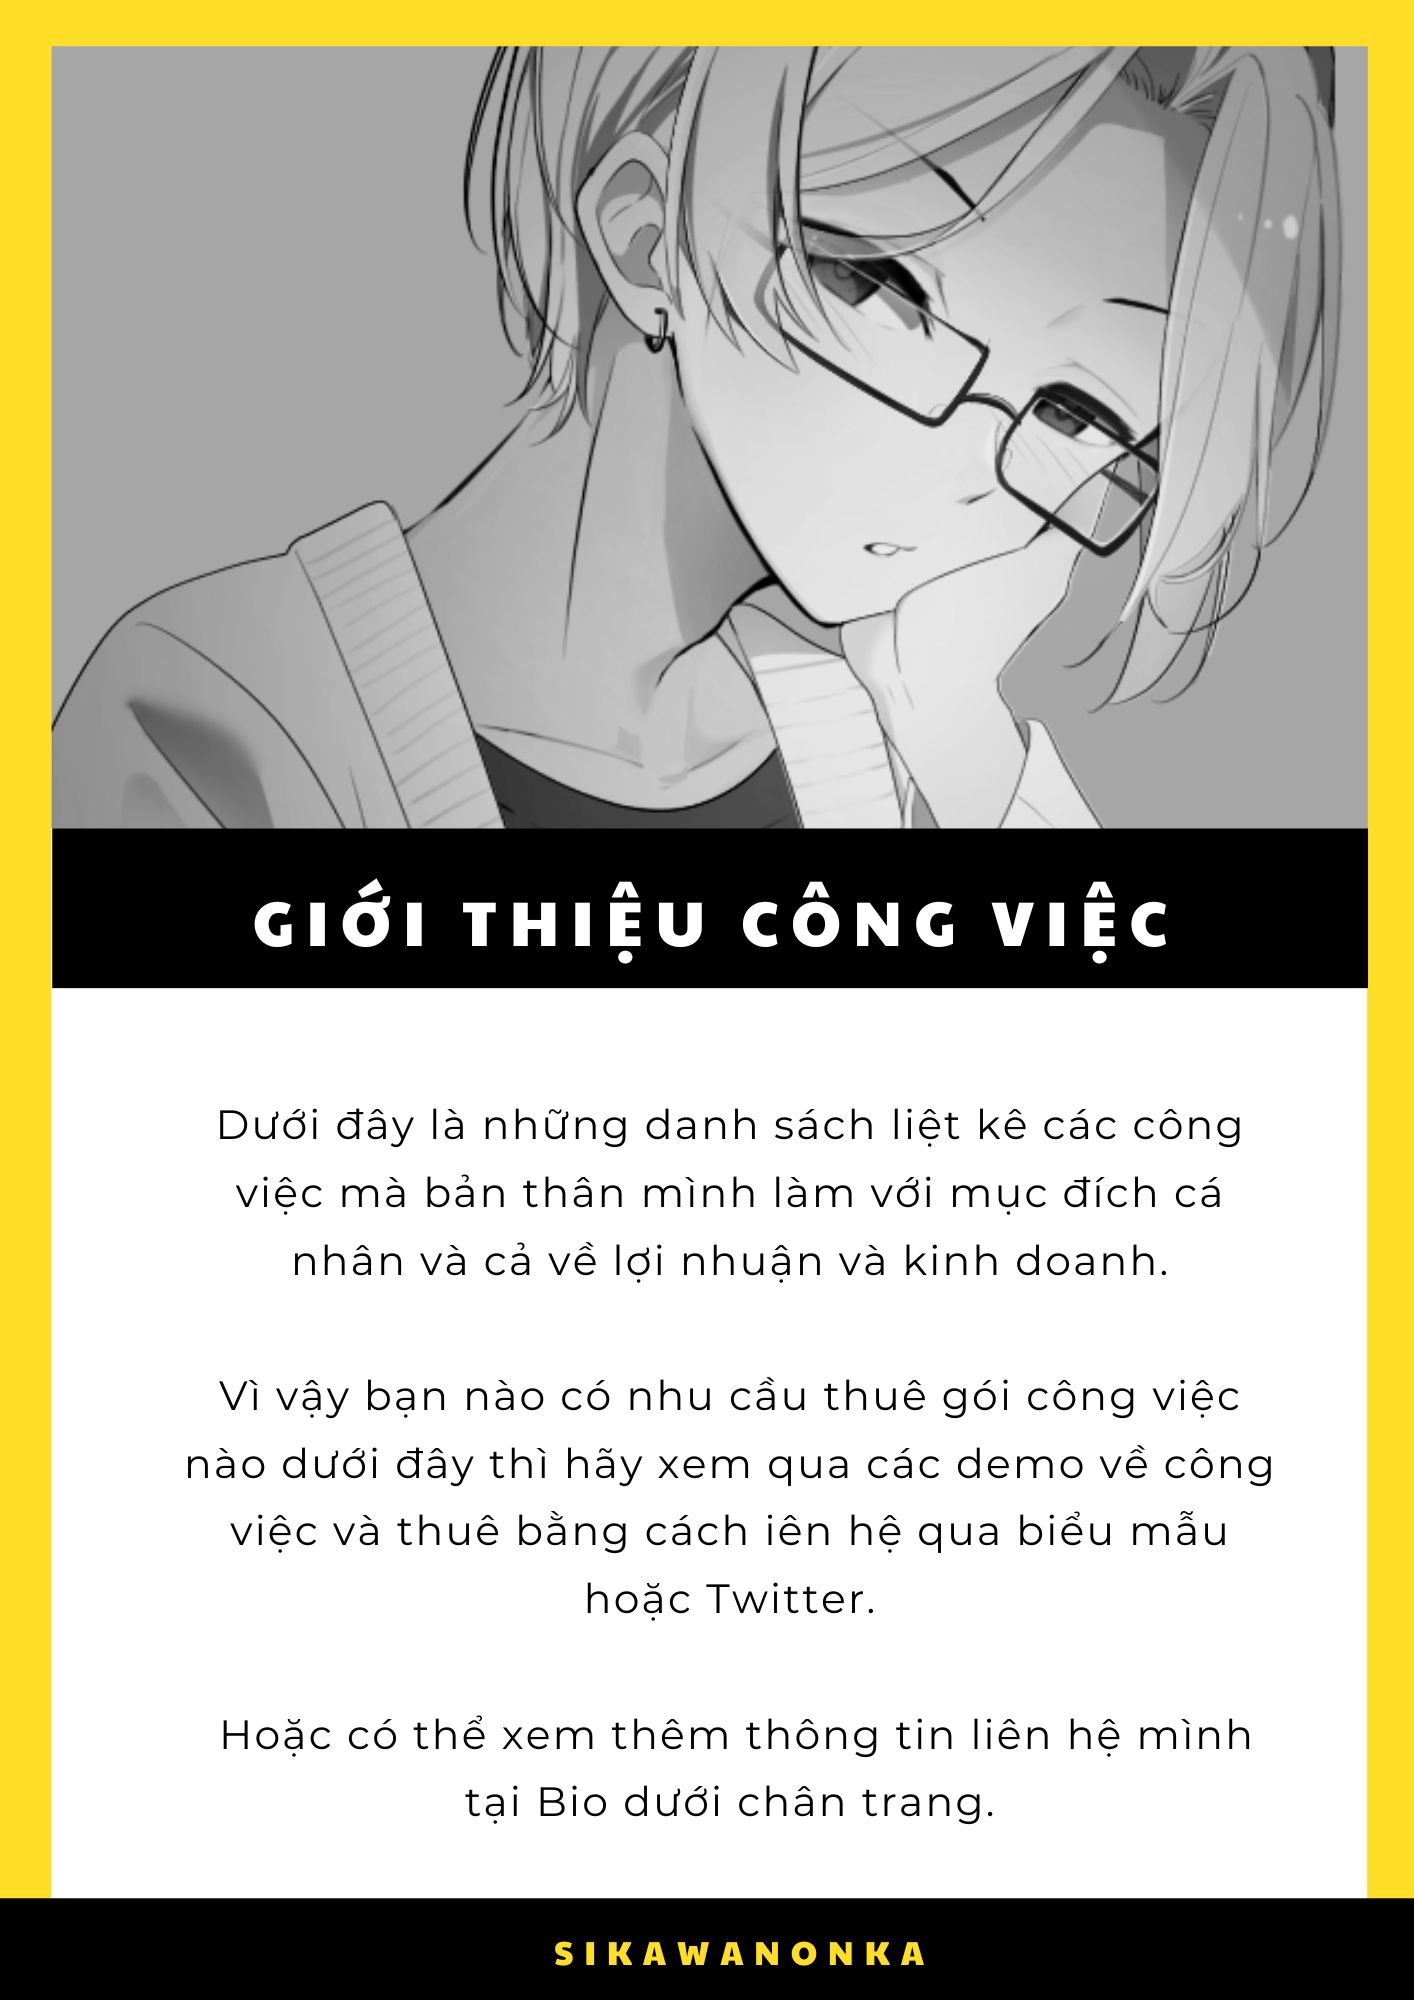 GIỚI THIỆU CÔNG VIỆC
Dưới đây là những danh sách liệt kê các công
việc mà bản thân mình làm với mục đích cá
nhân và cả về lợi nhuận và kinh doanh.
Vì vậy bạn nào có nhu cầu thuê gói công việc
nào dưới đây thì hãy xem qua các demo về công
việc và thuê bằng cách iên hệ qua biểu mẫu
hoặc Twitter.
Hoặc có thể xem thêm thông tin liên hệ mình
tại Bio dưới chân trang.
SIKAWANONKA